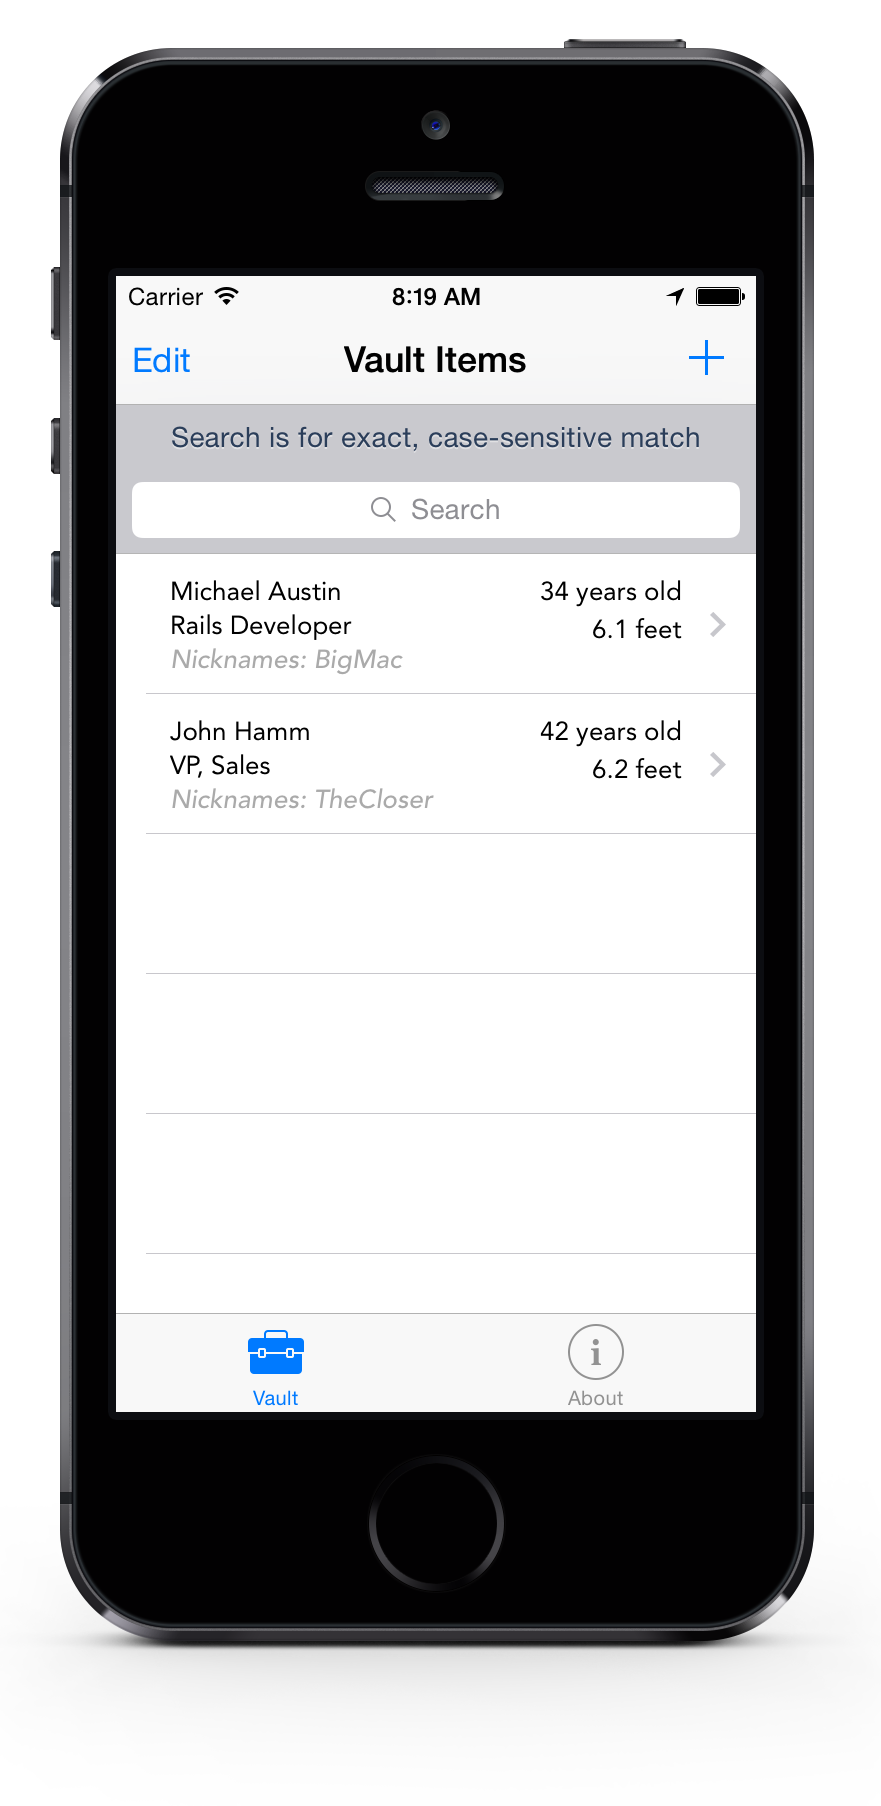 Carrier 8:19 AM
Edit Vault Items
Search is for exact, case-sensitive match
Search
Michael Austin 34 years old
Rails Developer 6.1 feet
Nicknames: BigMac
John Hamm 42 years old
VP, Sales 6.2 feet
Nicknames: TheCloser
Vault About